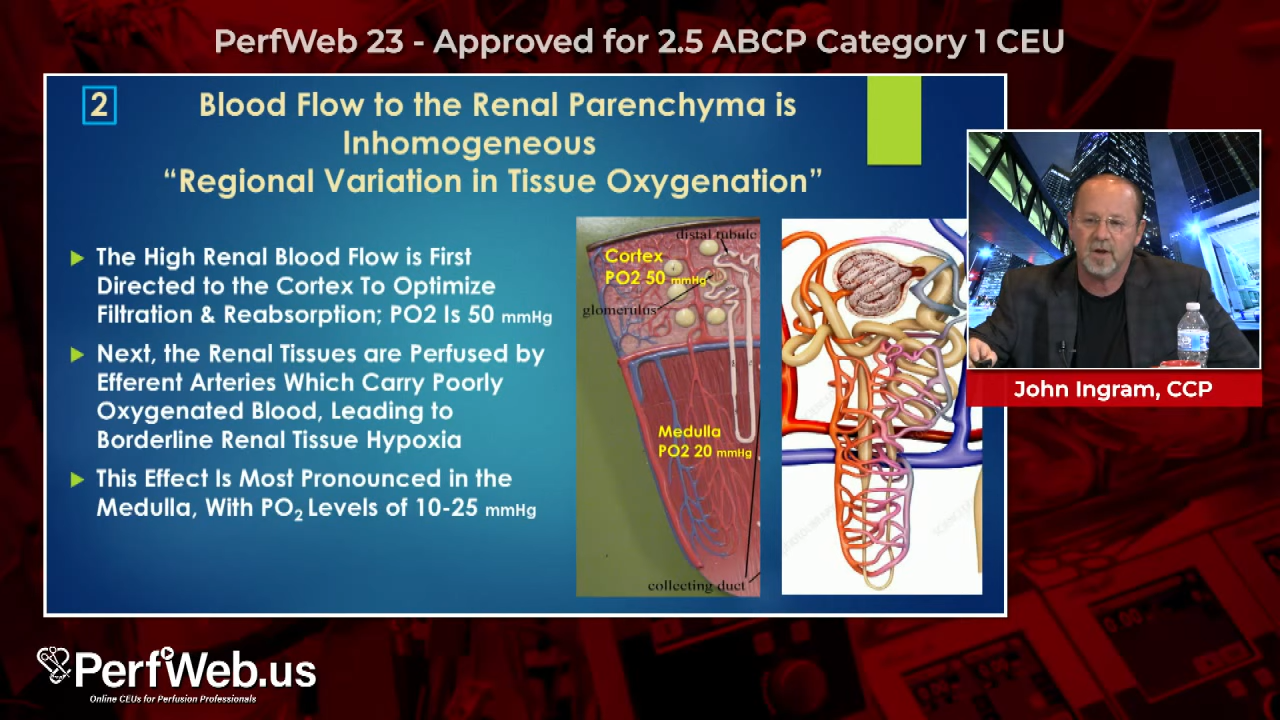 PerfWeb 23 - Approved for 2.5 ABCP Category 1 CEU
2
Blood Flow to the Renal Parenchyma is
Inhomogeneous
“Regional Variation in Tissue Oxygenation”
The High Renal Blood Flow is First
Directed to the Cortex To Optimize
Filtration & Reabsorption; PO2 Is 50 mmHg
Next, the Renal Tissues are Perfused by
Efferent Arteries Which Carry Poorly
Oxygenated Blood, Leading to
Borderline Renal Tissue Hypoxia
This Effect Is Most Pronounced in the
Medulla, With PO2 Levels of 10-25 mmHg
distal tubule
Cortex
PO2 50 mmHg
glomerulus
Medulla
PO2 20 mmHg
collecting duct
John Ingram, CCP
PerfWeb.us
Online CEUs for Perfusion Professionals